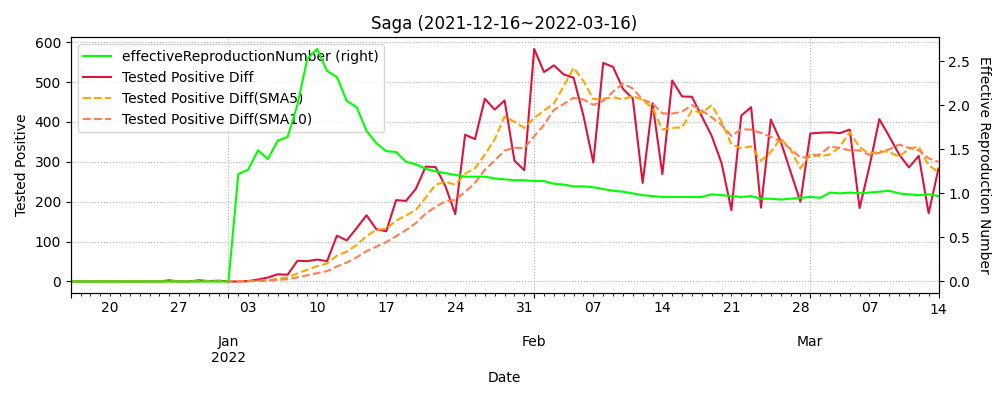 Saga (2021-12-16~2022-03-16)
effectiveReproductionNumber (right)
Tested Positive Diff
Tested Positive Diff(SMA5)
Tested Positive Diff(SMA10)
Tested Positive
600
500
400
300
200
100
0
2.5
2.0
1.5
1.0
0.5
0.0
Effective Reproduction Number
20 27 03 10 17 24 31 07 14 21 28 07 14
Jan Feb Mar
2022
Date